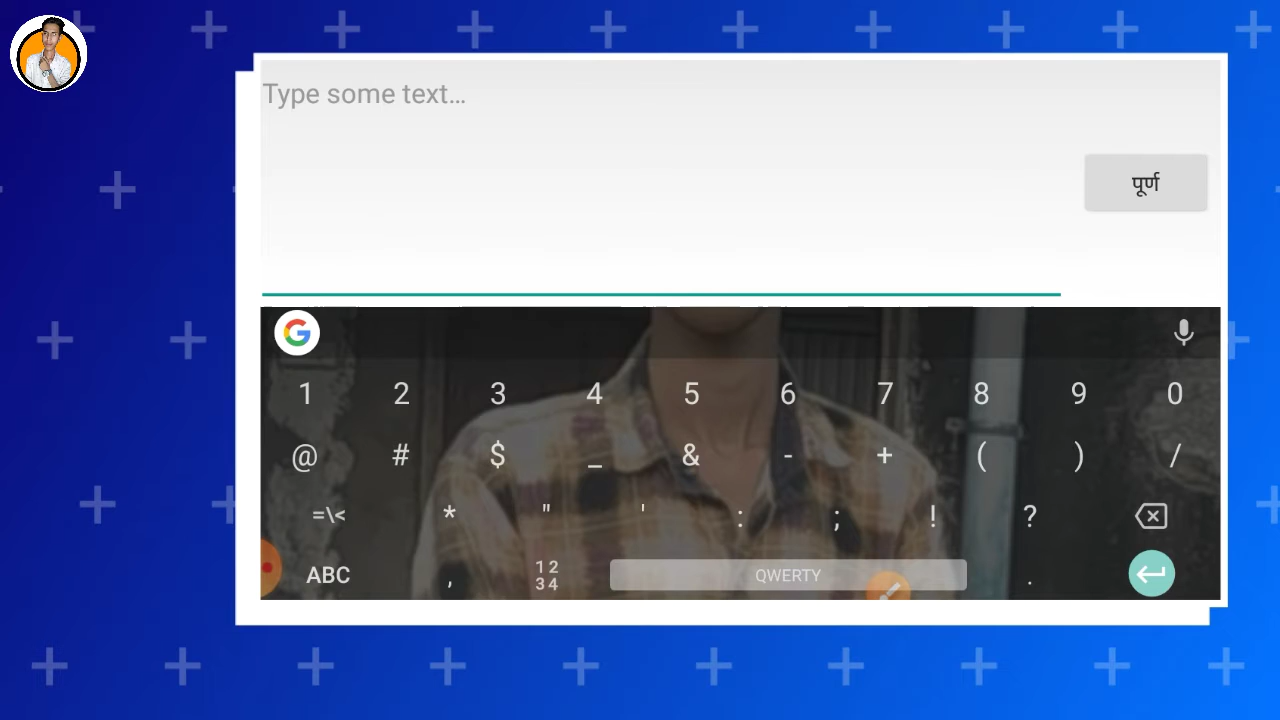 Type some text…
पूर्ण
G
1 2 3 4 5 6 7 8 9 0
@ # $ _ & - + ( ) /
=\< * " ' : ; ! ?
ABC , 12 34 QWERTY .